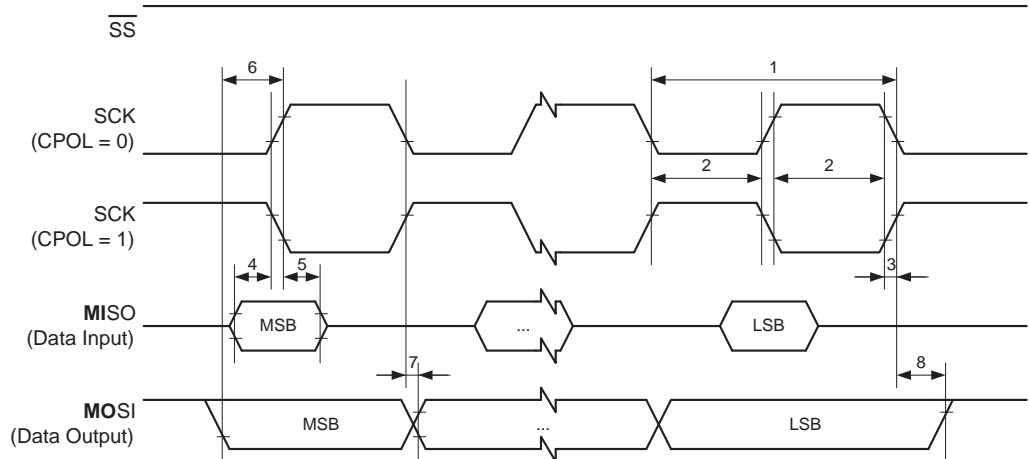 SS
6
1
SCK
(CPOL = 0)
2
2
SCK
(CPOL = 1)
4
5
3
MISO
(Data Input)
MSB
...
LSB
7
8
MOSI
(Data Output)
MSB
...
LSB